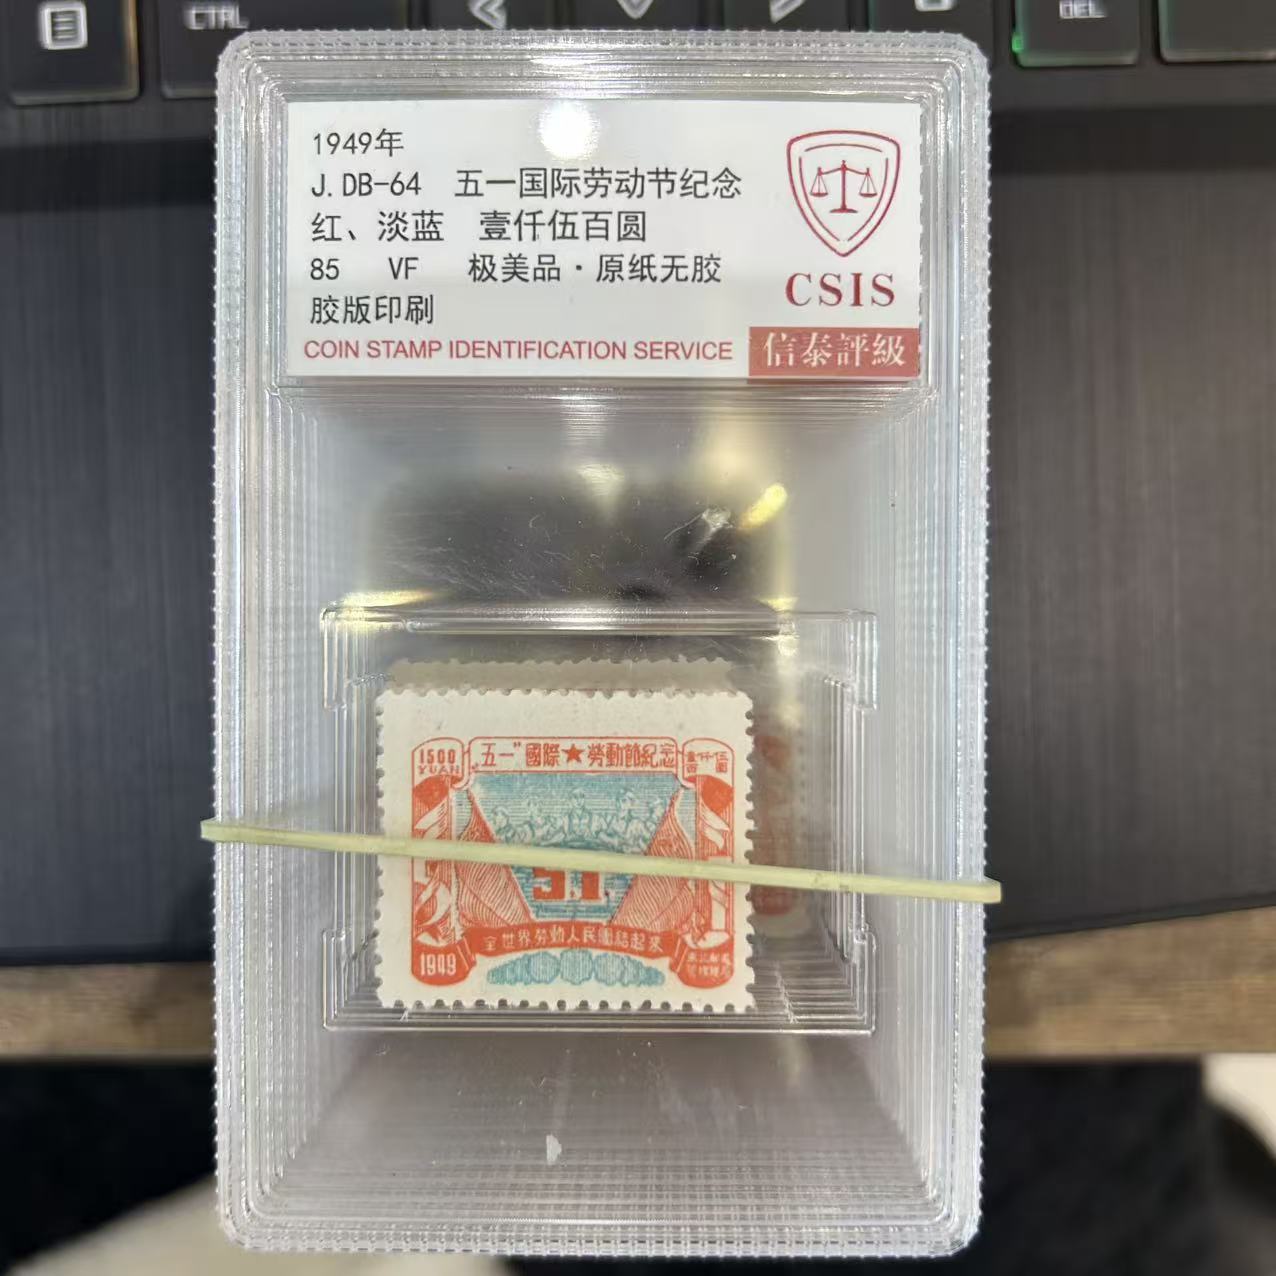 CTRL
DEL
1949年
J.DB-64 五一国际劳动节纪念
红、淡蓝 壹仟伍百圆
85 VF 极美品·原纸无胶
胶版印刷
CSIS
COIN STAMP IDENTIFICATION SERVICE 信泰評級
1500 "五一"國際★勞動節紀念 壹仟伍
YUAN 百圓
5.1.
全世界勞動人民團結起來
1949